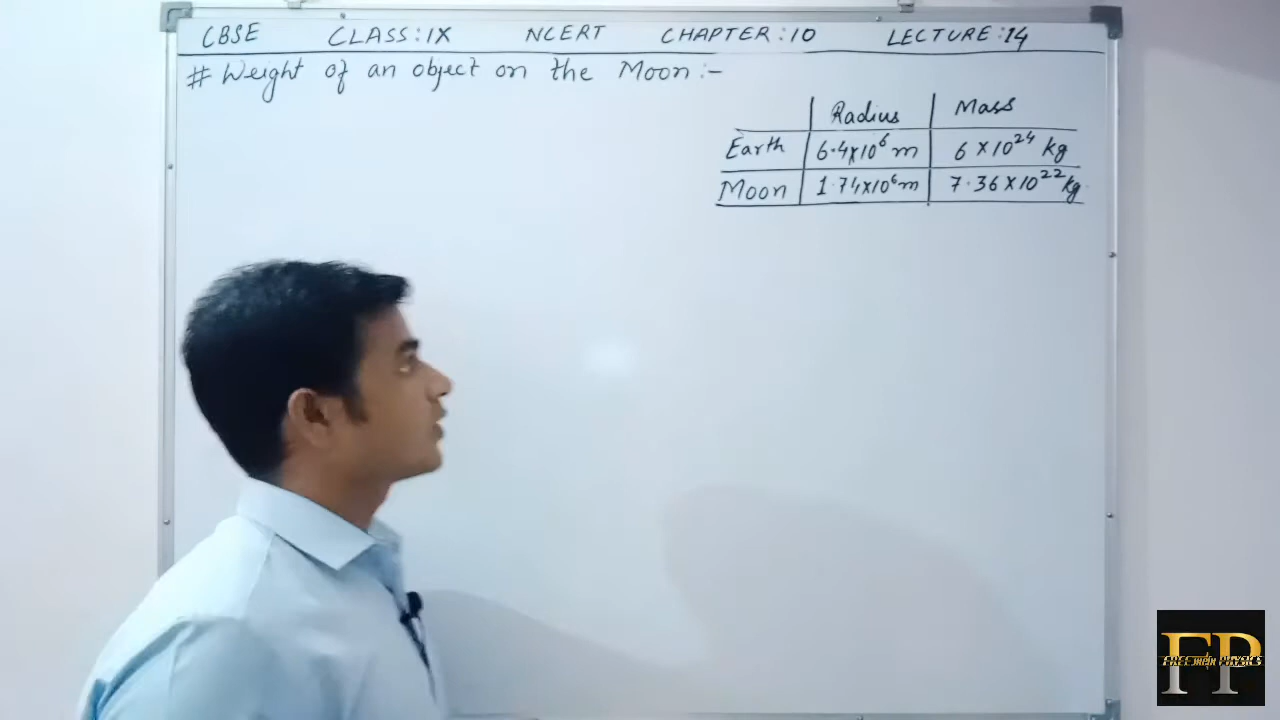 CBSE CLASS:IX NCERT CHAPTER:10 LECTURE:14
# Weight of an object on the Moon:-
Radius Mass
Earth 6.4×10⁶ m 6×10²⁴ kg
Moon 1.74×10⁶ m 7.36×10²² kg
FP